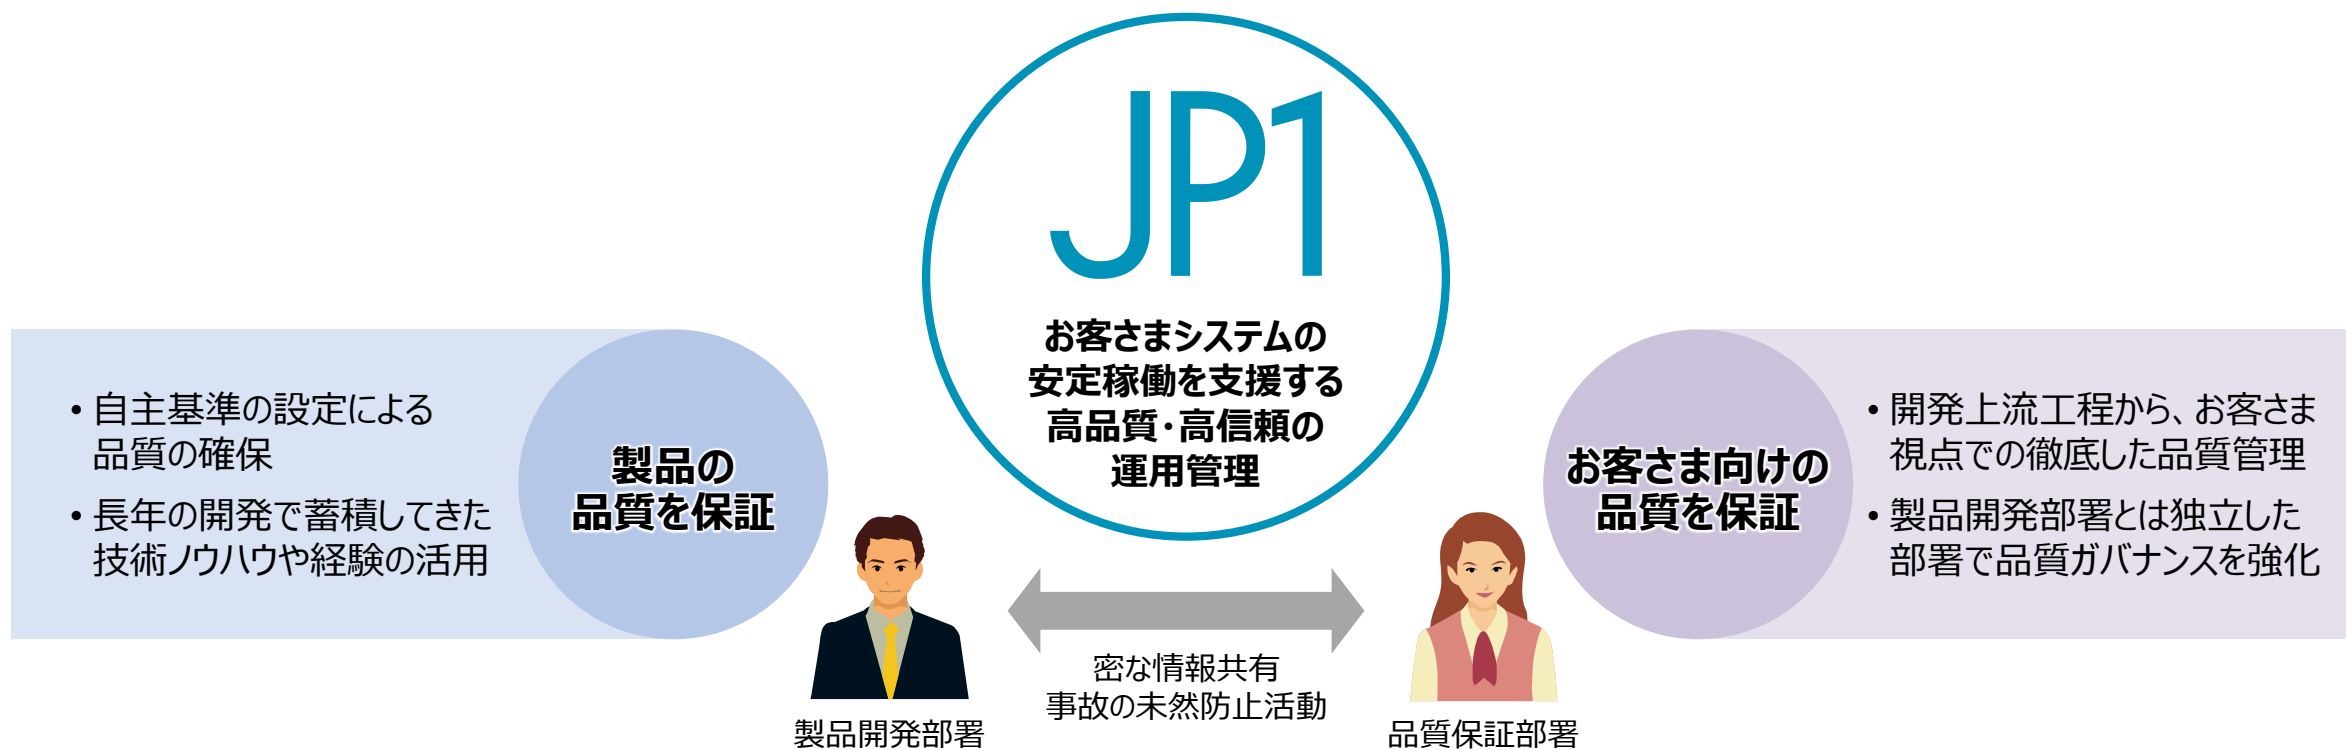 JP1
お客さまシステムの
安定稼働を支援する
高品質・高信頼の
運用管理
・自主基準の設定による
品質の確保
・長年の開発で蓄積してきた
技術ノウハウや経験の活用
製品の
品質を保証
お客さま向けの
品質を保証
・開発上流工程から、お客さま
視点での徹底した品質管理
・製品開発部署とは独立した
部署で品質ガバナンスを強化
密な情報共有
事故の未然防止活動
製品開発部署
品質保証部署